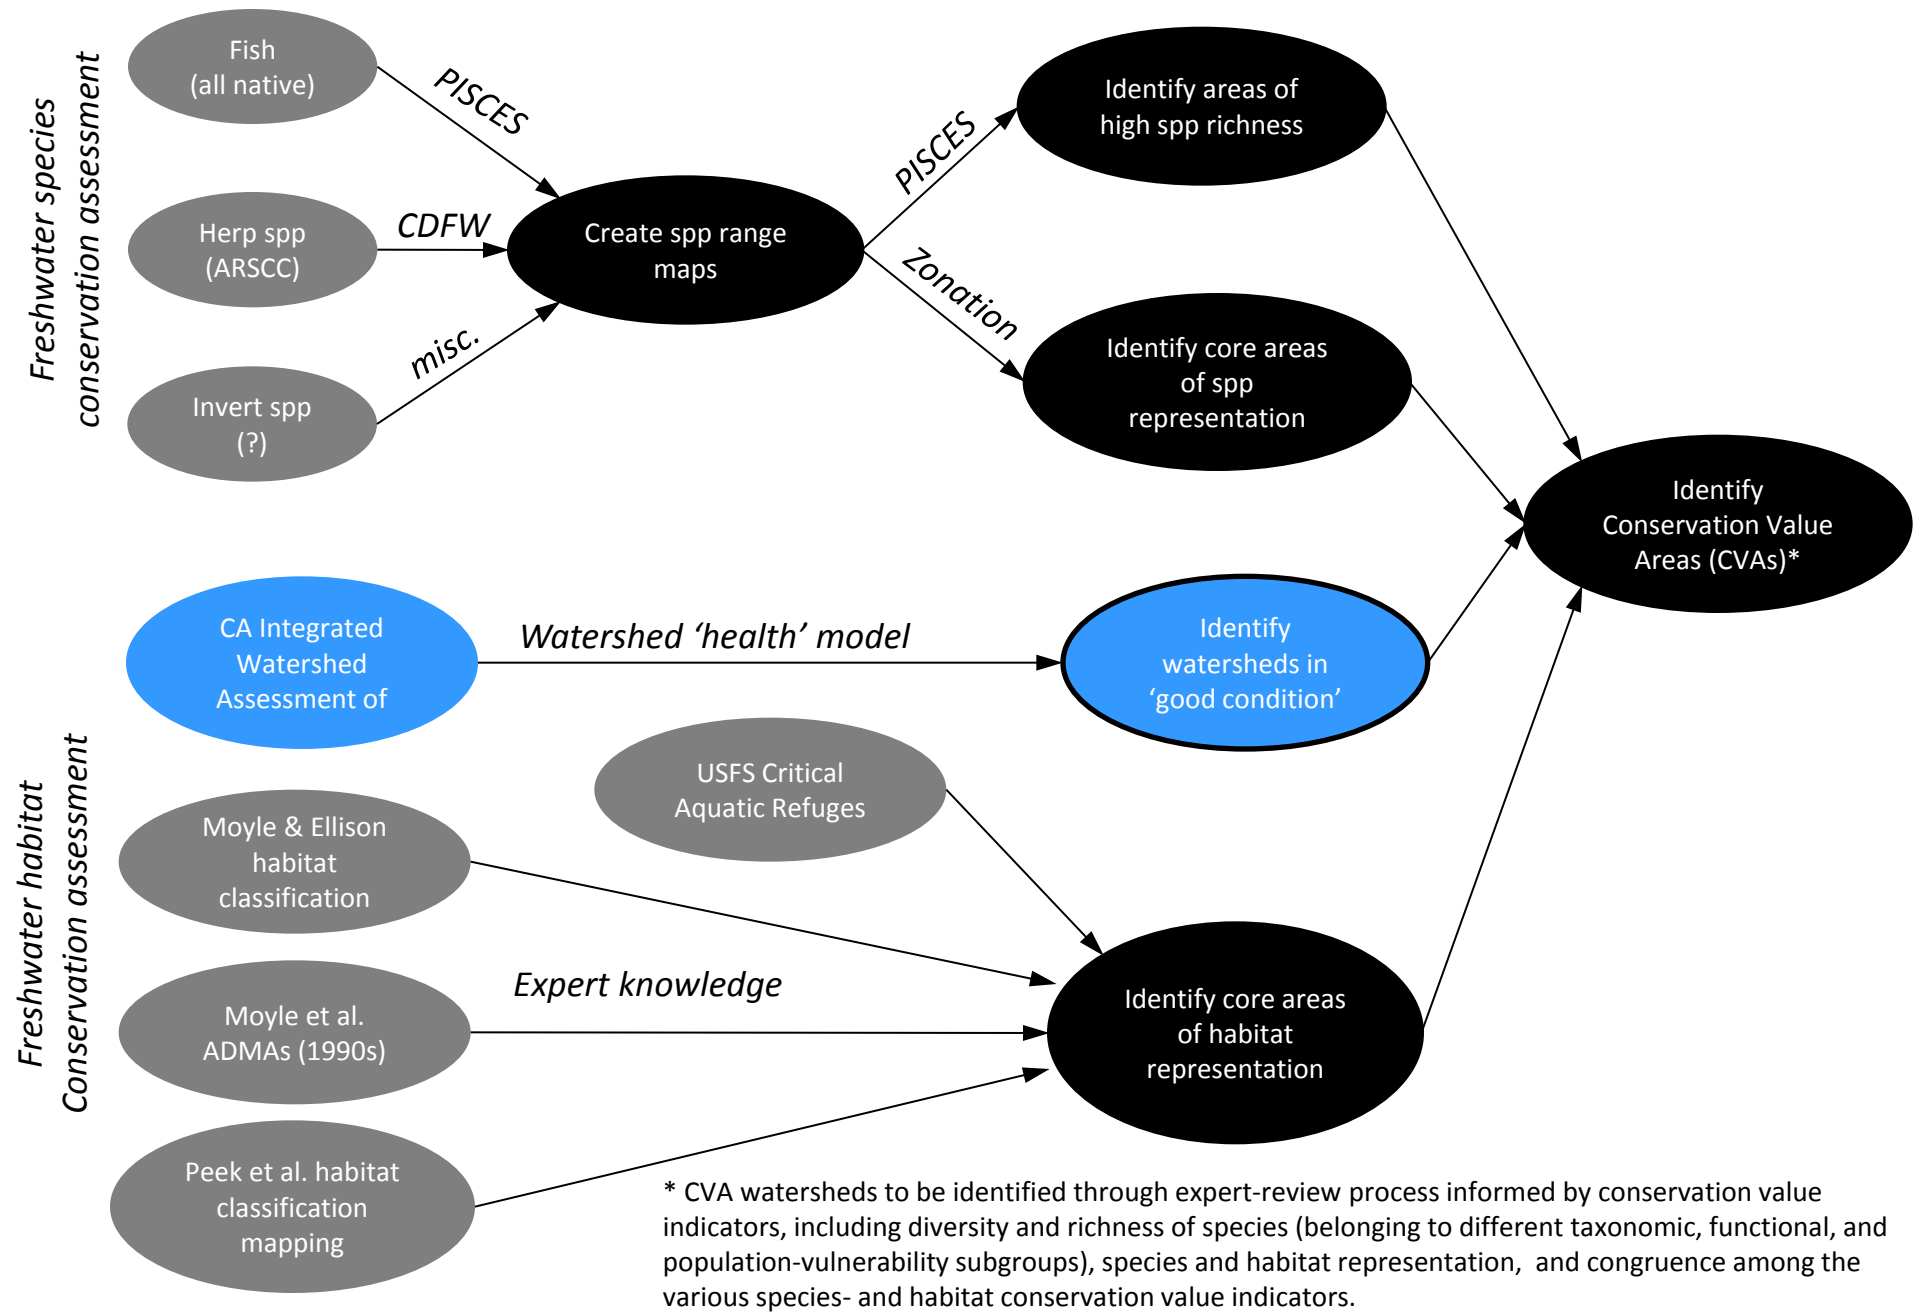 Freshwater species
conservation assessment
Fish
(all native)
PISCES
Herp spp
(ARSCC)
CDFW
Invert spp
(?)
misc.
Create spp range
maps
PISCES
Identify areas of
high spp richness
Zonation
Identify core areas
of spp
representation
Identify
Conservation Value
Areas (CVAs)*
Freshwater habitat
Conservation assessment
CA Integrated
Watershed
Assessment of
Watershed ‘health’ model
Identify
watersheds in
‘good condition’
USFS Critical
Aquatic Refuges
Moyle & Ellison
habitat
classification
Moyle et al.
ADMAs (1990s)
Expert knowledge
Peek et al. habitat
classification
mapping
Identify core areas
of habitat
representation
* CVA watersheds to be identified through expert-review process informed by conservation value
indicators, including diversity and richness of species (belonging to different taxonomic, functional, and
population-vulnerability subgroups), species and habitat representation,  and congruence among the
various species- and habitat conservation value indicators.